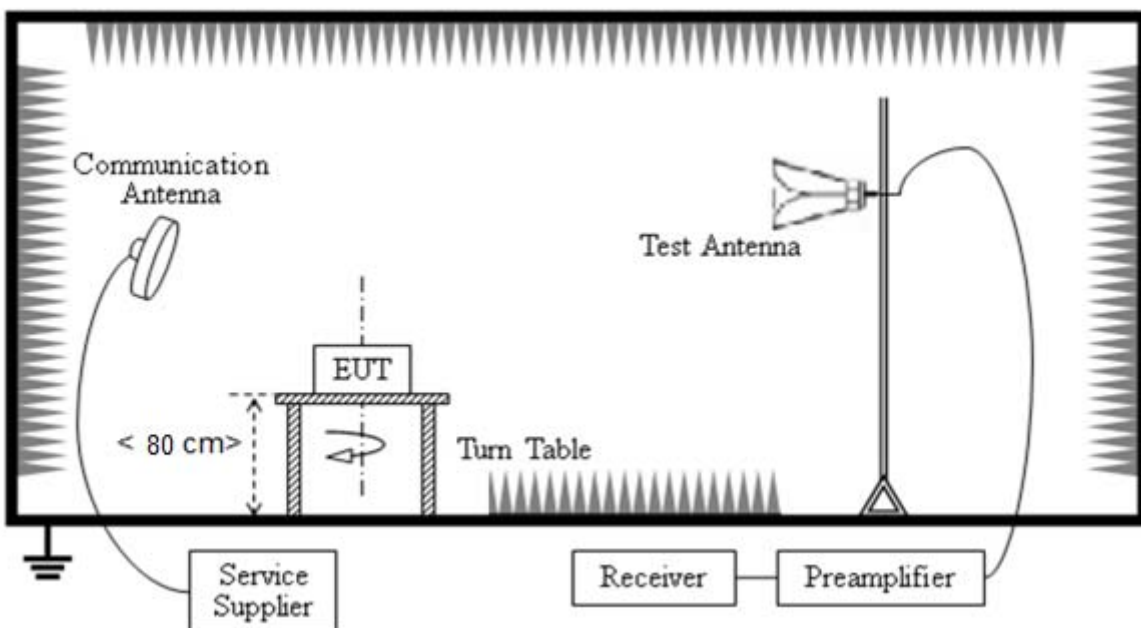 Communication
Antenna
Test Antenna
EUT
< 80 cm>
Turn Table
Service
Supplier
Receiver
Preamplifier